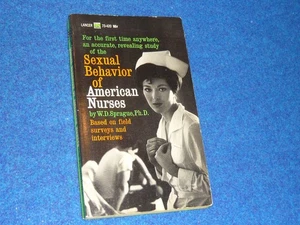 LANCER
For the first time anywhere,
an accurate, revealing study
of the
Sexual
Behavior
of
American
Nurses
by W.D. Sprague, Ph.D.
Based on field
surveys and
interviews